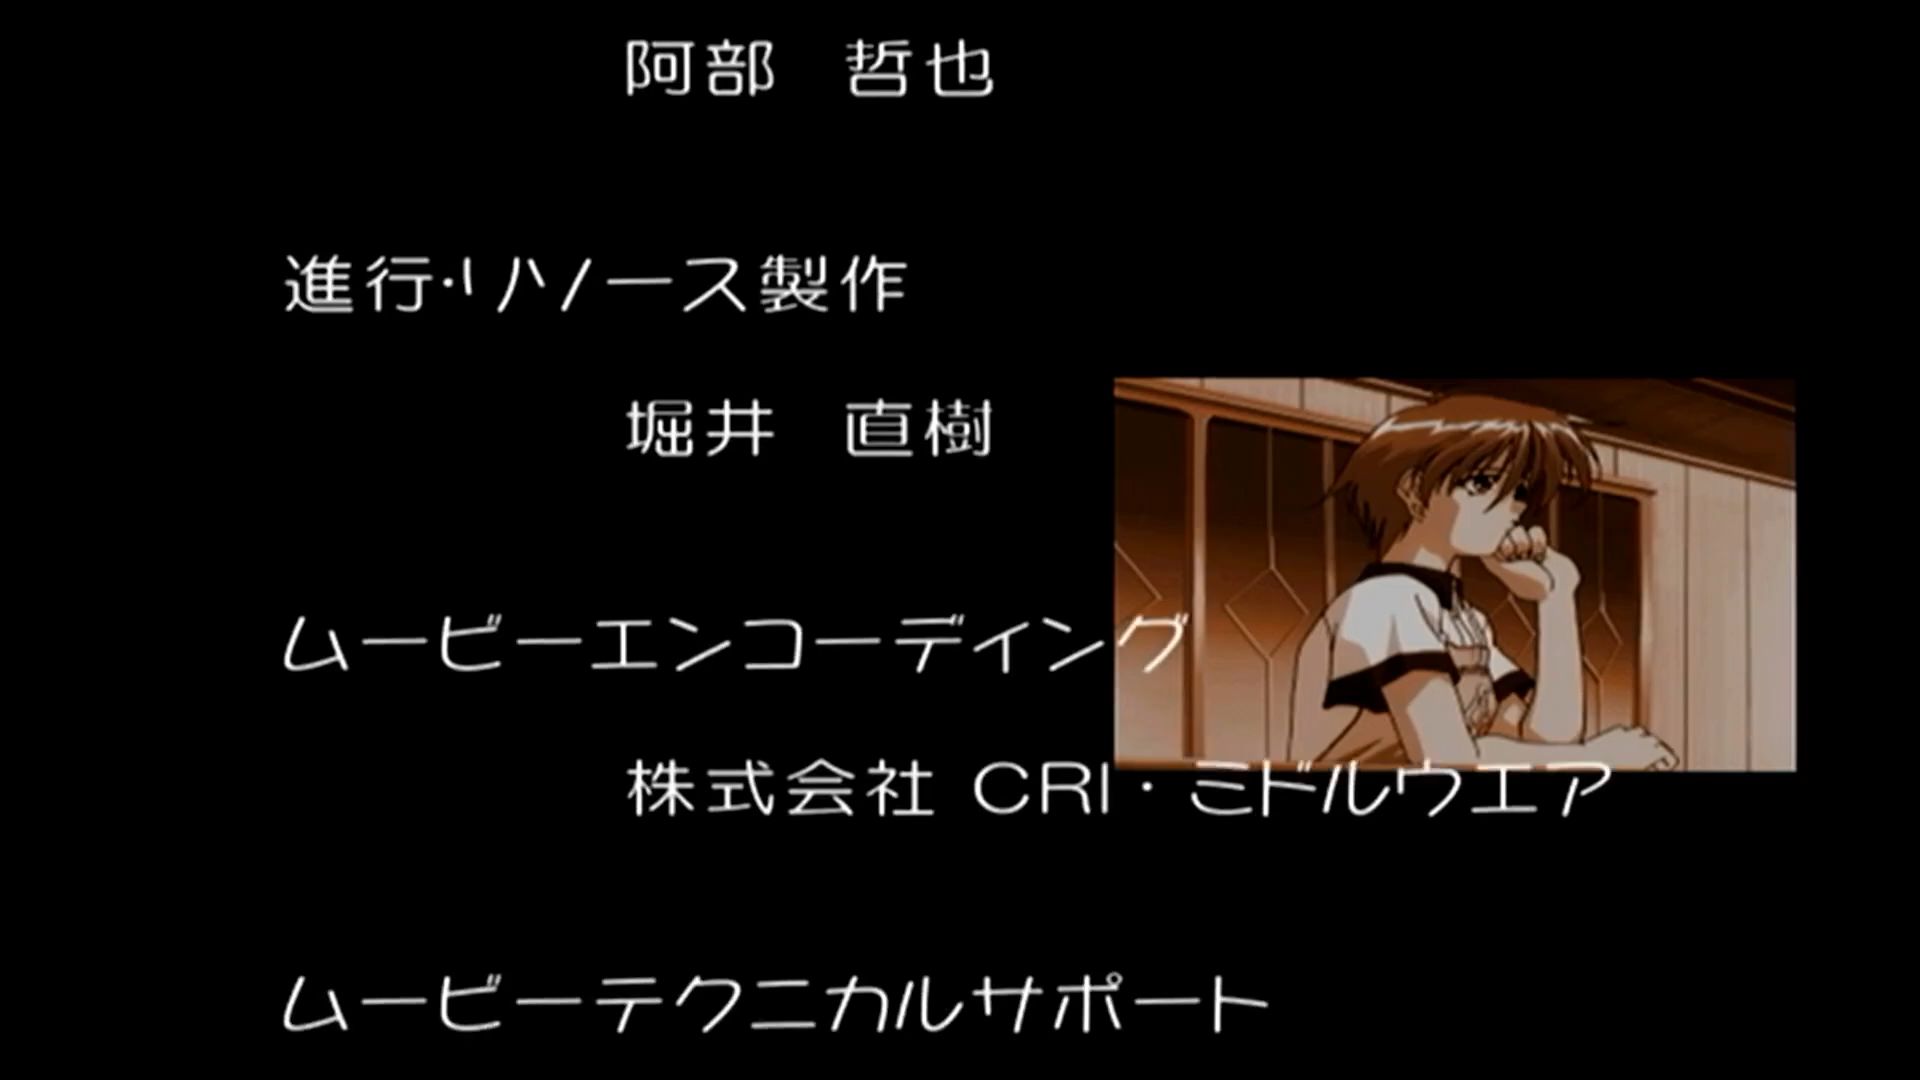 阿部　哲也
進行･リソース製作
堀井　直樹
ムービーエンコーディング
株式会社 CRI・ミドルウエア
ムービーテクニカルサポート